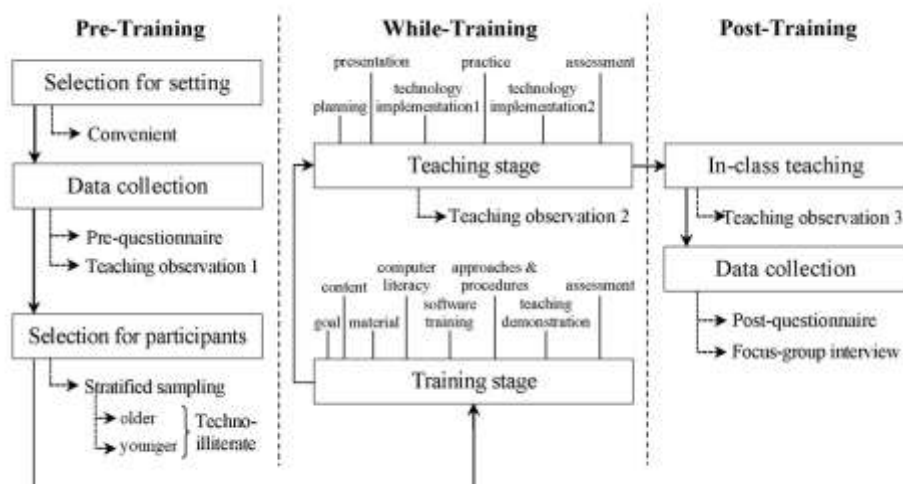 Pre-Training
Selection for setting
Convenient
Data collection
Pre-questionnaire
Teaching observation 1
Selection for participants
Stratified sampling
older
younger
Techno-
illiterate
While-Training
presentation
practice
assessment
technology
technology
planning
implementation1
implementation2
Teaching stage
Teaching observation 2
computer
approaches &
content
literacy
procedures
assessment
software
teaching
goal
material
training
demonstration
Training stage
Post-Training
In-class teaching
Teaching observation 3
Data collection
Post-questionnaire
Focus-group interview